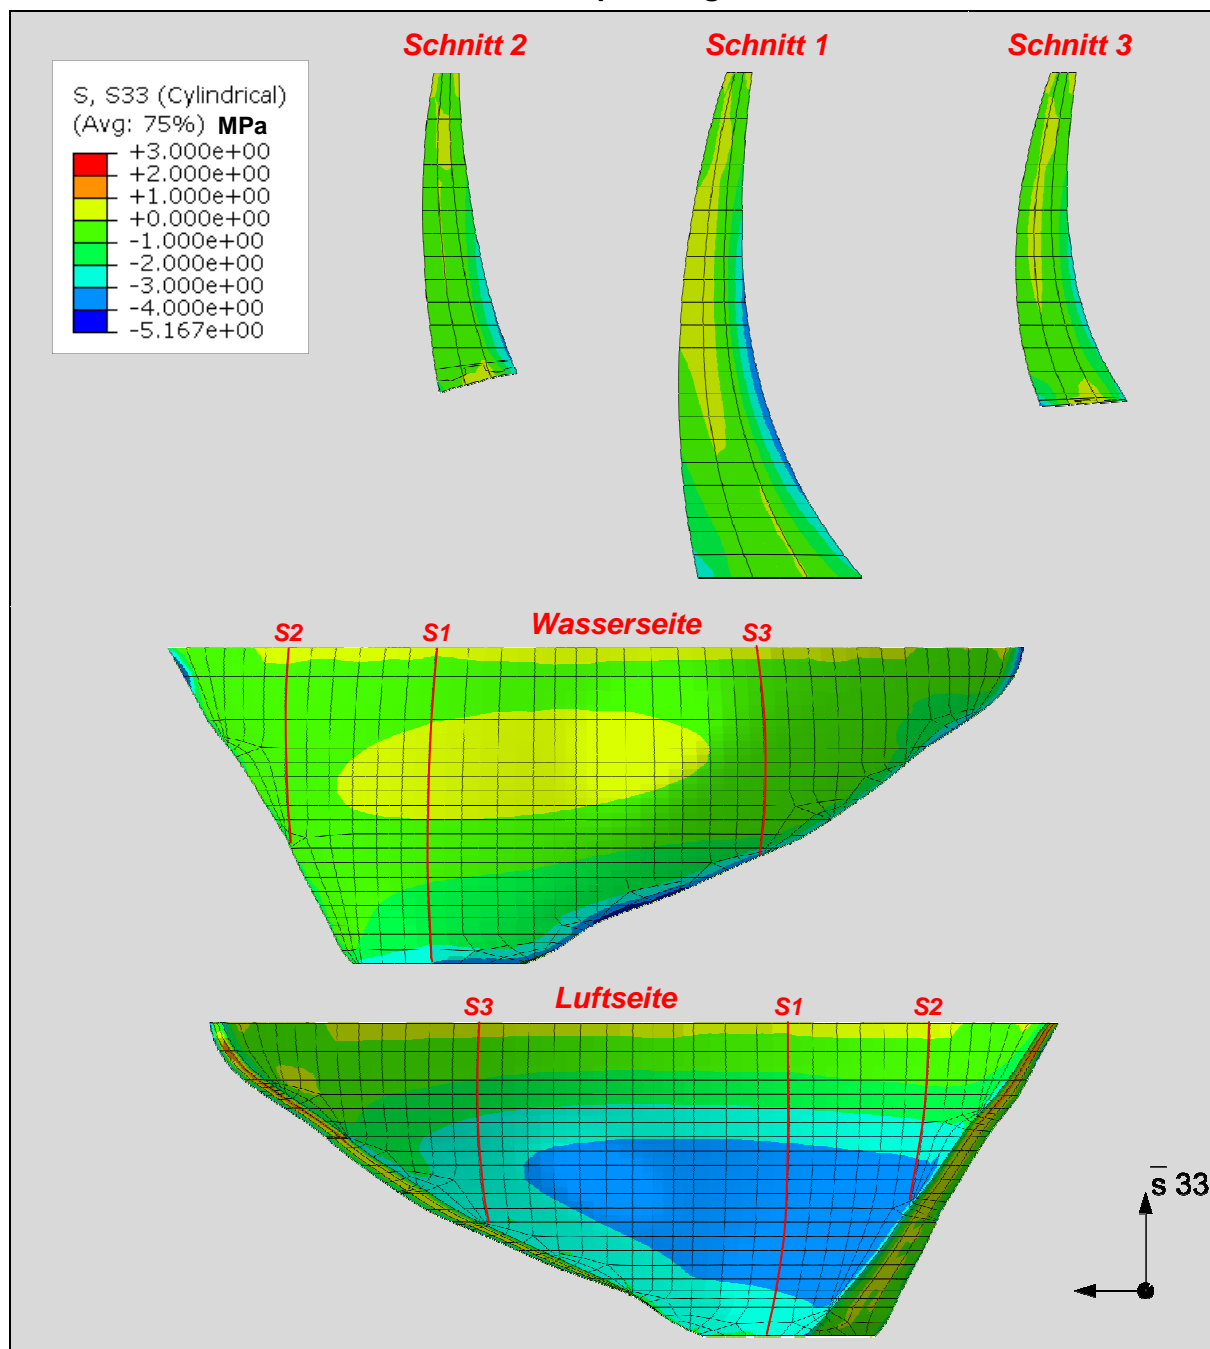 Schnitt 2 Schnitt 1 Schnitt 3
S, S33 (Cylindrical)
(Avg: 75%) MPa
+3.000e+00
+2.000e+00
+1.000e+00
+0.000e+00
-1.000e+00
-2.000e+00
-3.000e+00
-4.000e+00
-5.167e+00
Wasserseite
S2 S1 S3
Luftseite
S3 S1 S2
s 33